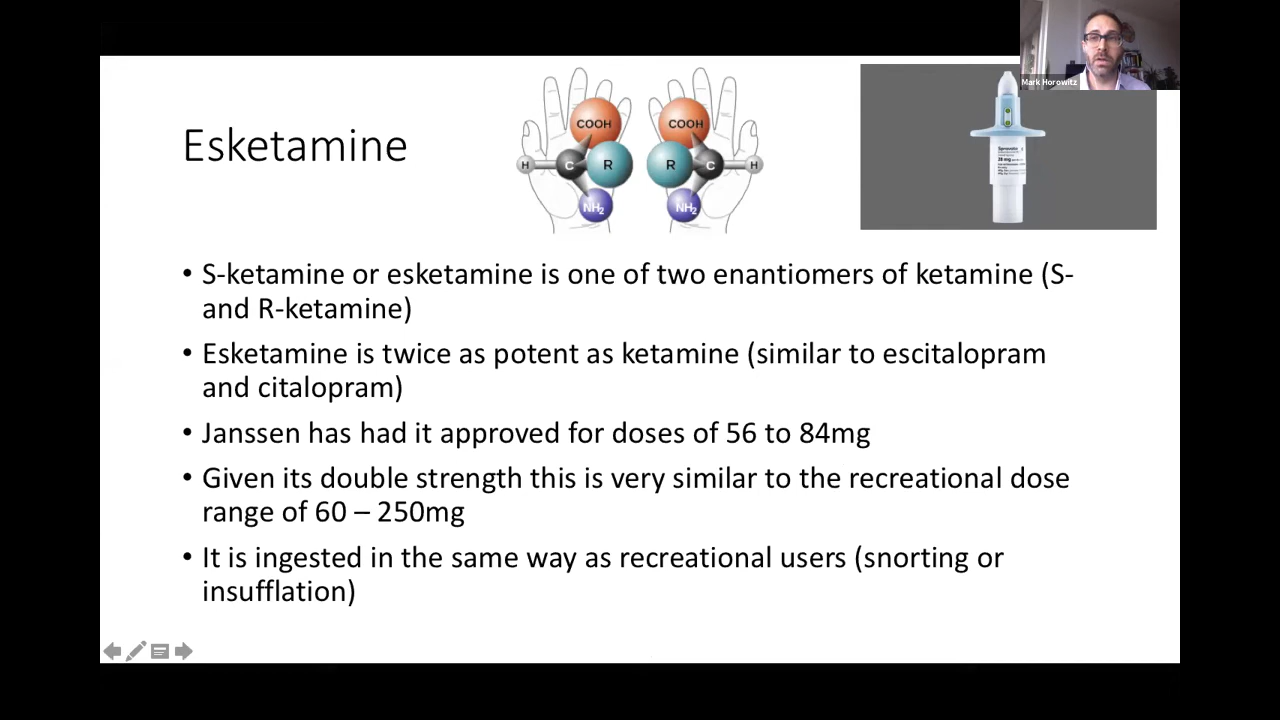 Mark Horowitz
Esketamine
COOH
H
C
R
NH2
COOH
R
C
H
NH2
28 mg
• S-ketamine or esketamine is one of two enantiomers of ketamine (S-
and R-ketamine)
• Esketamine is twice as potent as ketamine (similar to escitalopram
and citalopram)
• Janssen has had it approved for doses of 56 to 84mg
• Given its double strength this is very similar to the recreational dose
range of 60 – 250mg
• It is ingested in the same way as recreational users (snorting or
insufflation)